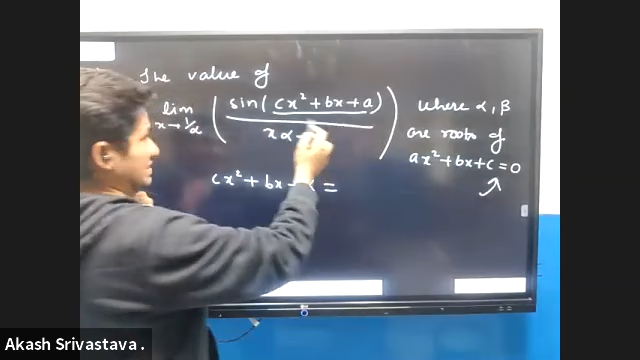 The value of
lim x→1/α ( sin(cx²+bx+a) / xα- ) where α, β
are roots of
ax²+bx+c=0
cx²+bx =
Akash Srivastava .